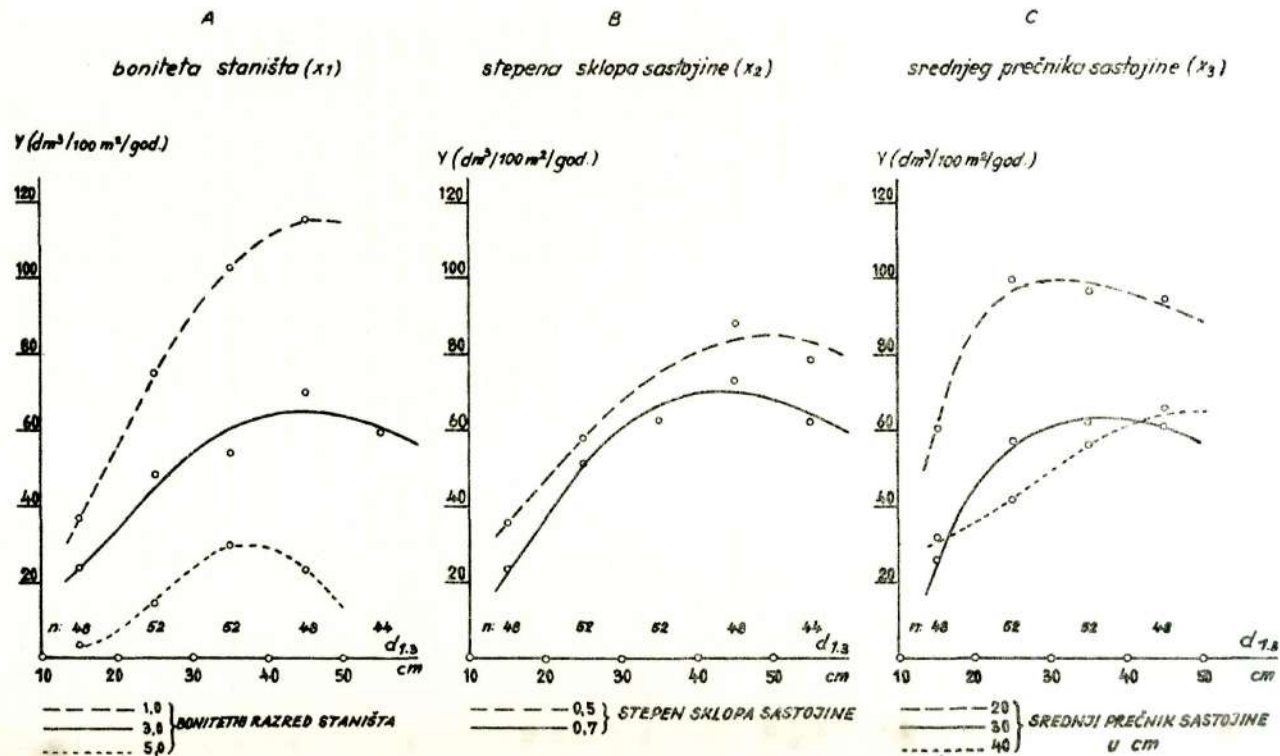 A
boniteta staništa (x1)
Y (dm³/100 m²/god.)
120
100
80
60
40
20
n: 48 52 52 48 44
d1.3
cm
10 20 30 40 50
1,0
3,0
5,0
BONITETNI RAZRED STANIŠTA
B
stepena sklopa sastojine (x2)
Y (dm³/100 m²/god.)
120
100
80
60
40
20
n: 48 52 52 48 44
d1.3
cm
10 20 30 40 50
0,5
0,7
STEPEN SKLOPA SASTOJINE
C
srednjeg prečnika sastojine (x3)
Y (dm³/100 m²/god.)
120
100
80
60
40
20
n: 48 52 52 48
d1.3
cm
10 20 30 40 50
20
30
40
SREDNJI PREČNIK SASTOJINE
U CM